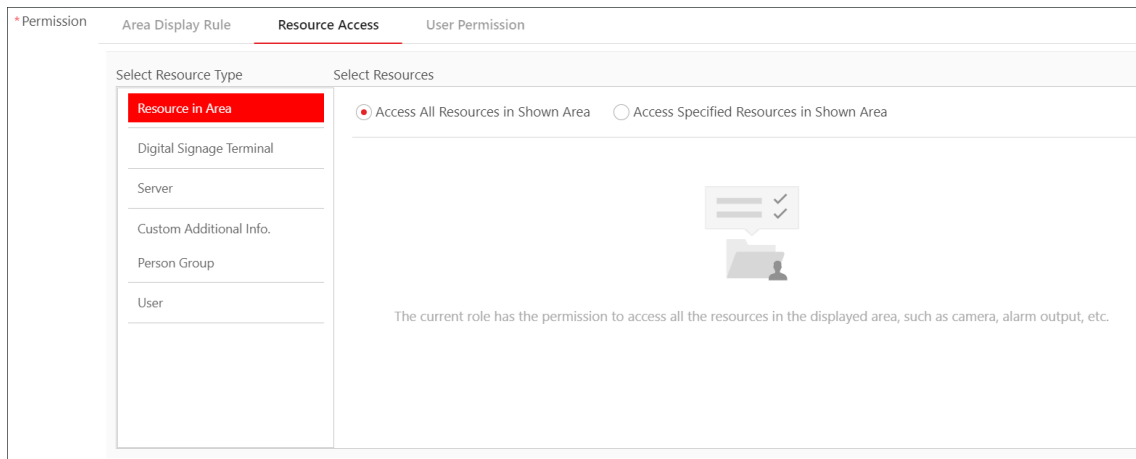 * Permission
Area Display Rule Resource Access User Permission
Select Resource Type Select Resources
Resource in Area
Access All Resources in Shown Area Access Specified Resources in Shown Area
Digital Signage Terminal
Server
Custom Additional Info.
Person Group
User
The current role has the permission to access all the resources in the displayed area, such as camera, alarm output, etc.